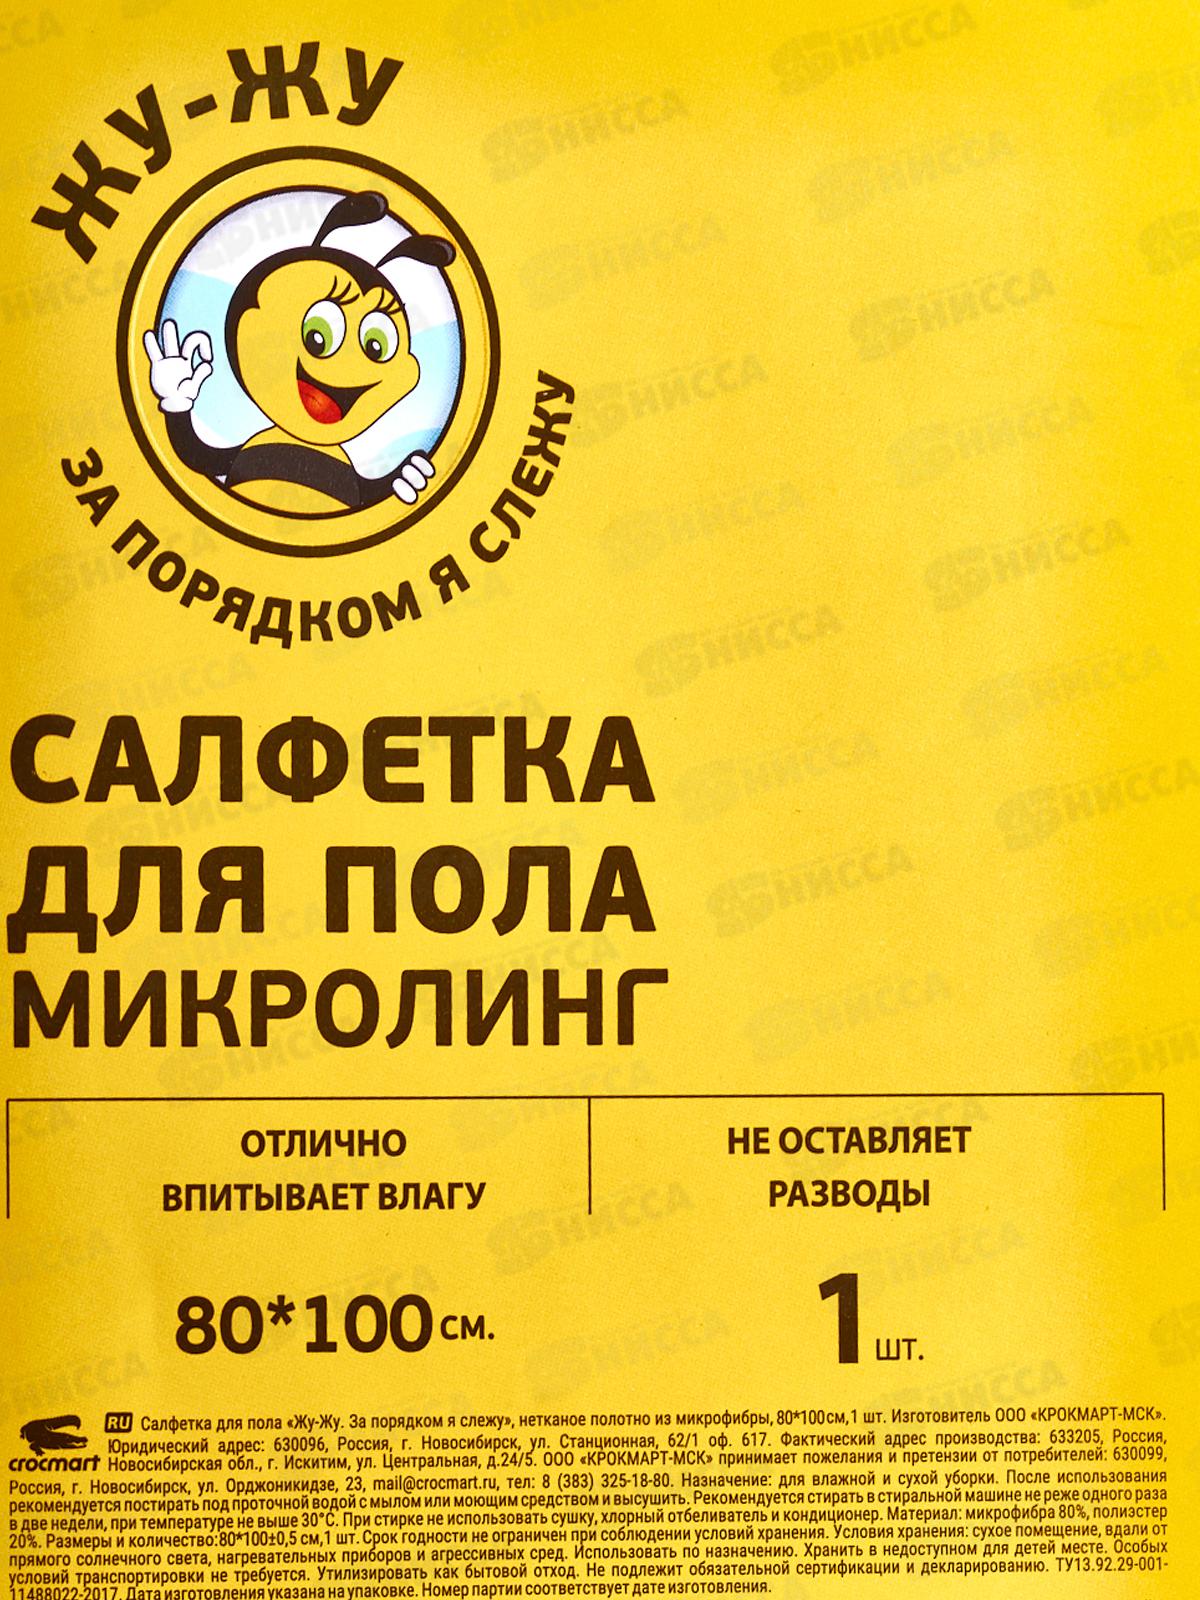 ЖУ-ЖУ
ЗА ПОРЯДКОМ Я СЛЕЖУ
САЛФЕТКА
ДЛЯ ПОЛА
МИКРОЛИНГ
ОТЛИЧНО
ВПИТЫВАЕТ ВЛАГУ
НЕ ОСТАВЛЯЕТ
РАЗВОДЫ
80*100 СМ.
1 ШТ.
RU Салфетка для пола «Жу-Жу. За порядком я слежу», нетканое полотно из микрофибры, 80*100см, 1 шт. Изготовитель ООО «КРОКМАРТ-МСК».
Юридический адрес: 630096, Россия, г. Новосибирск, ул. Станционная, 62/1 оф. 617. Фактический адрес производства: 633205, Россия,
crocmart Новосибирская обл., г. Искитим, ул. Центральная, д.24/5. ООО «КРОКМАРТ-МСК» принимает пожелания и претензии от потребителей: 630099,
Россия, г. Новосибирск, ул. Орджоникидзе, 23, mail@crocmart.ru, тел: 8 (383) 325-18-80. Назначение: для влажной и сухой уборки. После использования
рекомендуется постирать под проточной водой с мылом или моющим средством и высушить. Рекомендуется стирать в стиральной машине не реже одного раза
в две недели, при температуре не выше 30°С. При стирке не использовать сушку, хлорный отбеливатель и кондиционер. Материал: микрофибра 80%, полиэстер
20%. Размеры и количество:80*100±0,5 см,1 шт. Срок годности не ограничен при соблюдении условий хранения. Условия хранения: сухое помещение, вдали от
прямого солнечного света, нагревательных приборов и агрессивных сред. Использовать по назначению. Хранить в недоступном для детей месте. Особых
условий транспортировки не требуется. Утилизировать как бытовой отход. Не подлежит обязательной сертификации и декларированию. ТУ13.92.29-001-
11488022-2017. Дата изготовления указана на упаковке. Номер партии соответствует дате изготовления.
НИССА